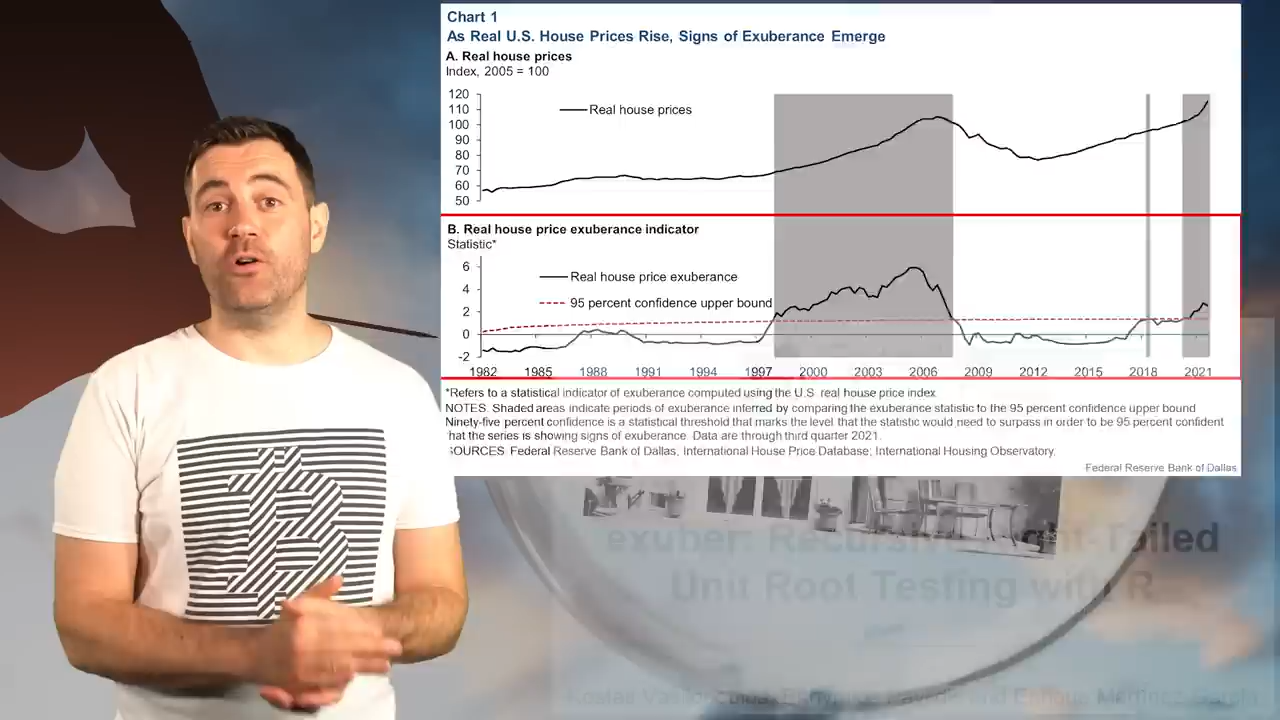 Chart 1
As Real U.S. House Prices Rise, Signs of Exuberance Emerge
A. Real house prices
Index, 2005 = 100
120
110
100
90
80
70
60
50
Real house prices
B. Real house price exuberance indicator
Statistic*
6
4
2
0
-2
Real house price exuberance
95 percent confidence upper bound
1982 1985 1988 1991 1994 1997 2000 2003 2006 2009 2012 2015 2018 2021
*Refers to a statistical indicator of exuberance computed using the U.S. real house price index.
NOTES: Shaded areas indicate periods of exuberance inferred by comparing the exuberance statistic to the 95 percent confidence upper bound
Ninety-five percent confidence is a statistical threshold that marks the level that the statistic would need to surpass in order to be 95 percent confident
that the series is showing signs of exuberance. Data are through third quarter 2021.
SOURCES: Federal Reserve Bank of Dallas; International House Price Database; International Housing Observatory.
Federal Reserve Bank of Dallas
exuber: Recursive Right-Tailed
Unit Root Testing with R